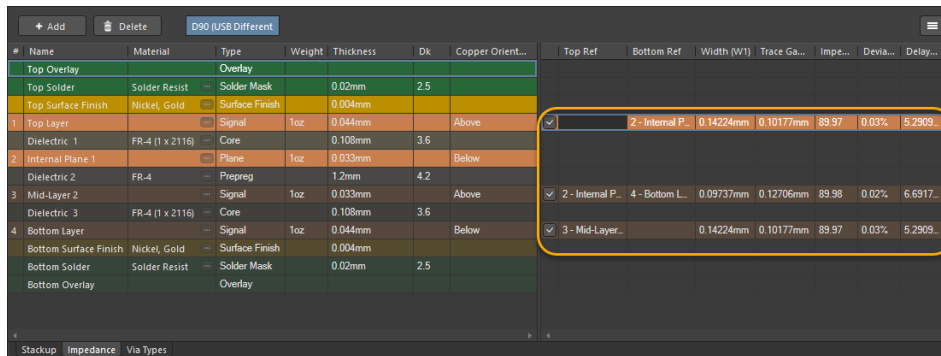 + Add Delete D90 (USB Different
# Name Material Type Weight Thickness Dk Copper Orient... Top Ref Bottom Ref Width (W1) Trace Ga... Impe... Devia... Delay...
Top Overlay Overlay
Top Solder Solder Resist ... Solder Mask 0.02mm 2.5
Top Surface Finish Nickel, Gold ... Surface Finish 0.004mm
1 Top Layer ... Signal 1oz 0.044mm Above 2 - Internal P... 0.14224mm 0.10177mm 89.97 0.03% 5.2909...
Dielectric 1 FR-4 (1 x 2116) ... Core 0.108mm 3.6
2 Internal Plane 1 ... Plane 1oz 0.033mm Below
Dielectric 2 FR-4 ... Prepreg 1.2mm 4.2
3 Mid-Layer 2 ... Signal 1oz 0.033mm Above 2 - Internal P... 4 - Bottom L... 0.09737mm 0.12706mm 89.98 0.02% 6.6917...
Dielectric 3 FR-4 (1 x 2116) ... Core 0.108mm 3.6
4 Bottom Layer ... Signal 1oz 0.044mm Below 3 - Mid-Layer... 0.14224mm 0.10177mm 89.97 0.03% 5.2909...
Bottom Surface Finish Nickel, Gold ... Surface Finish 0.004mm
Bottom Solder Solder Resist ... Solder Mask 0.02mm 2.5
Bottom Overlay Overlay
Stackup Impedance Via Types